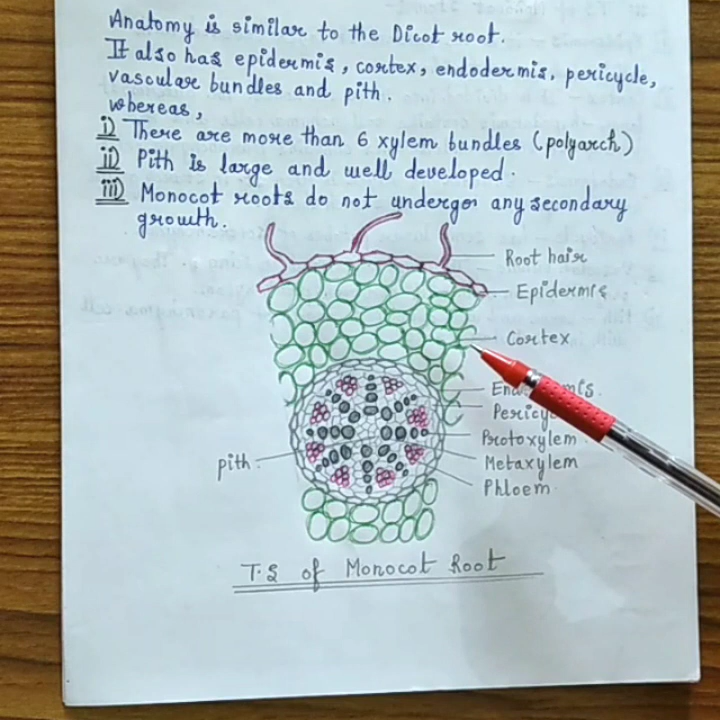 Anatomy is similar to the Dicot root.
It also has epidermis, cortex, endodermis, pericycle,
vascular bundles and pith.
whereas,
i) There are more than 6 xylem bundles (polyarch)
ii) Pith is large and well developed.
iii) Monocot roots do not undergo any secondary
growth.
Root hair
Epidermis
Cortex
Protoxylem
pith
Metaxylem
Phloem
T.S of Monocot Root